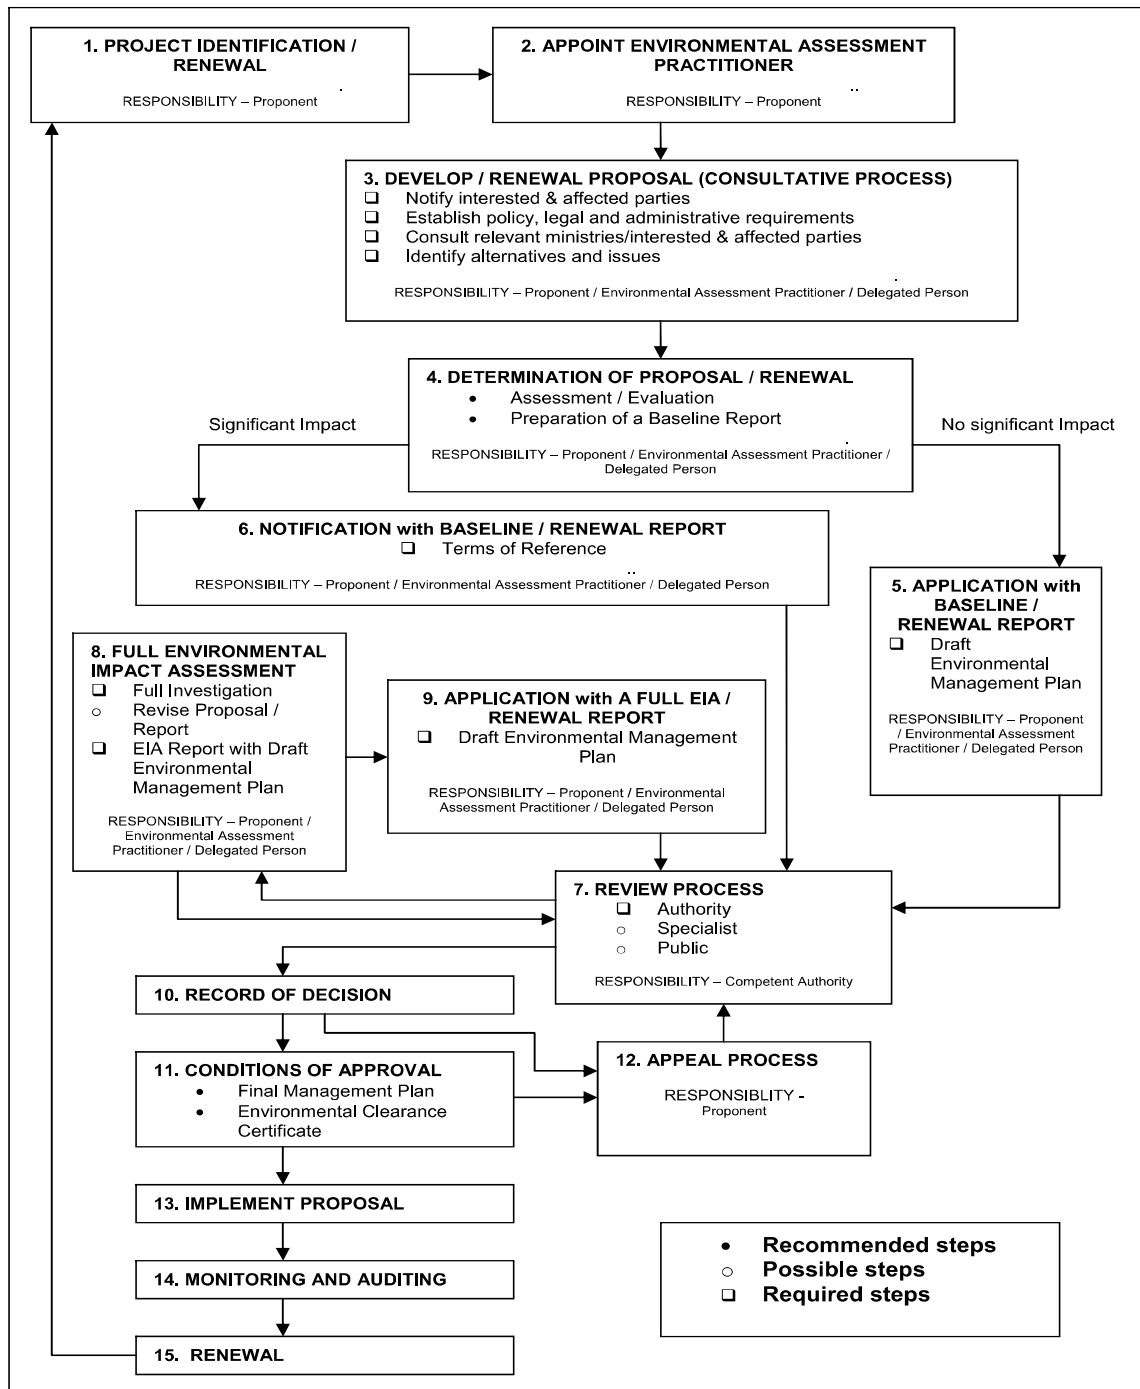 1. PROJECT IDENTIFICATION /
RENEWAL
RESPONSIBILITY – Proponent
2. APPOINT ENVIRONMENTAL ASSESSMENT
PRACTITIONER
RESPONSIBILITY – Proponent
3. DEVELOP / RENEWAL PROPOSAL (CONSULTATIVE PROCESS)
❑ Notify interested & affected parties
❑ Establish policy, legal and administrative requirements
❑ Consult relevant ministries/interested & affected parties
❑ Identify alternatives and issues
RESPONSIBILITY – Proponent / Environmental Assessment Practitioner / Delegated Person
4. DETERMINATION OF PROPOSAL / RENEWAL
● Assessment / Evaluation
● Preparation of a Baseline Report
RESPONSIBILITY – Proponent / Environmental Assessment Practitioner /
Delegated Person
Significant Impact
No significant Impact
6. NOTIFICATION with BASELINE / RENEWAL REPORT
❑ Terms of Reference
RESPONSIBILITY – Proponent / Environmental Assessment Practitioner / Delegated Person
5. APPLICATION with
BASELINE /
RENEWAL REPORT
❑ Draft
Environmental
Management Plan
RESPONSIBILITY – Proponent
/ Environmental Assessment
Practitioner / Delegated Person
8. FULL ENVIRONMENTAL
IMPACT ASSESSMENT
❑ Full Investigation
○ Revise Proposal /
Report
❑ EIA Report with Draft
Environmental
Management Plan
RESPONSIBILITY – Proponent /
Environmental Assessment
Practitioner / Delegated Person
9. APPLICATION with A FULL EIA /
RENEWAL REPORT
❑ Draft Environmental Management
Plan
RESPONSIBILITY – Proponent / Environmental
Assessment Practitioner / Delegated Person
7. REVIEW PROCESS
❑ Authority
○ Specialist
○ Public
RESPONSIBILITY – Competent Authority
10. RECORD OF DECISION
11. CONDITIONS OF APPROVAL
● Final Management Plan
● Environmental Clearance
Certificate
12. APPEAL PROCESS
RESPONSIBLITY -
Proponent
13. IMPLEMENT PROPOSAL
14. MONITORING AND AUDITING
15. RENEWAL
● Recommended steps
○ Possible steps
❑ Required steps